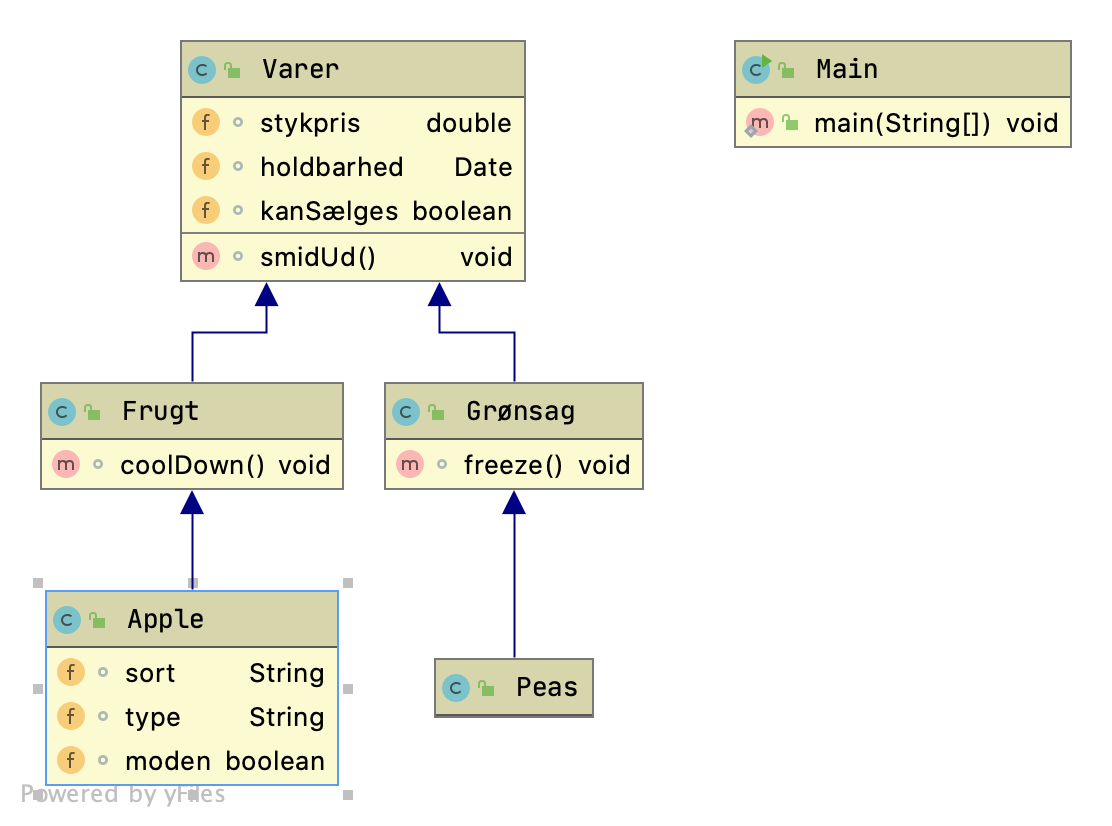 Varer
stykpris double
holdbarhed Date
kanSælges boolean
smidUd() void
Main
main(String[]) void
Frugt
coolDown() void
Grønsag
freeze() void
Apple
sort String
type String
moden boolean
Peas
Powered by yFiles